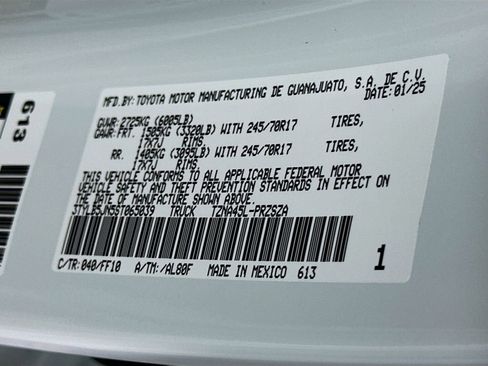 MFD.BY: TOYOTA MOTOR MANUFACTURING DE GUANAJUATO, S.A. DE C.V.
DATE: 01/25
GVWR: 2725KG (6005LB)
GAWR: FRT. 1505KG (3320LB) WITH 245/70R17 TIRES,
17X7J RIMS
RR. 1405KG (3095LB) WITH 245/70R17 TIRES,
17X7J RIMS
THIS VEHICLE CONFORMS TO ALL APPLICABLE FEDERAL MOTOR
VEHICLE SAFETY AND THEFT PREVENTION STANDARDS IN EFFECT ON
THE DATE OF MANUFACTURE SHOWN ABOVE.
3TYLB5JN5ST065039 TRUCK TZNA45L-PRZSZA
C/TR: 040/FF10 A/TM: /AL80F MADE IN MEXICO 613
1
613